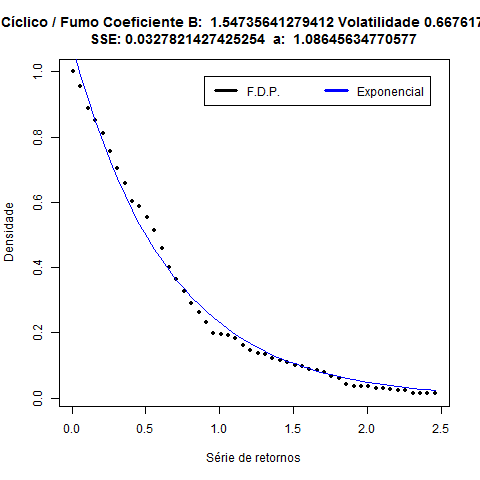 Cíclico / Fumo Coeficiente B: 1.54735641279412 Volatilidade 0.667617
SSE: 0.0327821427425254 a: 1.08645634770577
F.D.P. Exponencial
Densidade
0.0 0.2 0.4 0.6 0.8 1.0
0.0 0.5 1.0 1.5 2.0 2.5
Série de retornos